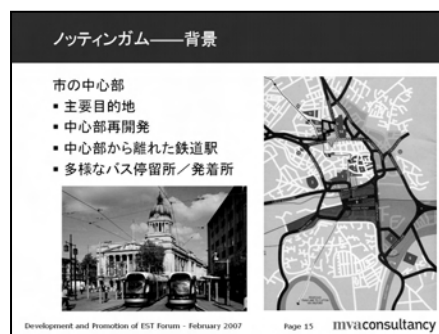 ノッティンガム——背景
市の中心部
▪ 主要目的地
▪ 中心部再開発
▪ 中心部から離れた鉄道駅
▪ 多様なバス停留所／発着所
Development and Promotion of EST Forum - February 2007
Page 15
mvaconsultancy